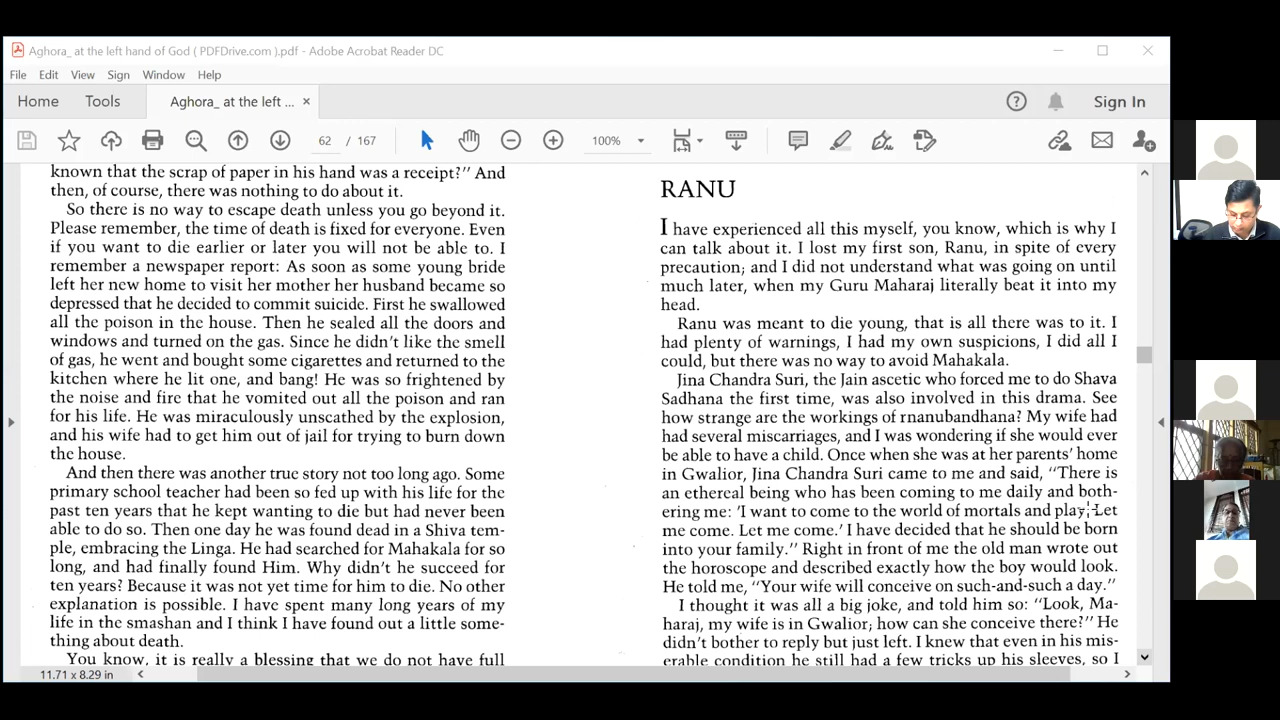 Aghora_ at the left hand of God ( PDFDrive.com ).pdf - Adobe Acrobat Reader DC
File Edit View Sign Window Help
Home Tools Aghora_ at the left ... × Sign In
62 / 167 100%
known that the scrap of paper in his hand was a receipt?" And
then, of course, there was nothing to do about it.
So there is no way to escape death unless you go beyond it.
Please remember, the time of death is fixed for everyone. Even
if you want to die earlier or later you will not be able to. I
remember a newspaper report: As soon as some young bride
left her new home to visit her mother her husband became so
depressed that he decided to commit suicide. First he swallowed
all the poison in the house. Then he sealed all the doors and
windows and turned on the gas. Since he didn't like the smell
of gas, he went and bought some cigarettes and returned to the
kitchen where he lit one, and bang! He was so frightened by
the noise and fire that he vomited out all the poison and ran
for his life. He was miraculously unscathed by the explosion,
and his wife had to get him out of jail for trying to burn down
the house.
And then there was another true story not too long ago. Some
primary school teacher had been so fed up with his life for the
past ten years that he kept wanting to die but had never been
able to do so. Then one day he was found dead in a Shiva tem-
ple, embracing the Linga. He had searched for Mahakala for so
long, and had finally found Him. Why didn't he succeed for
ten years? Because it was not yet time for him to die. No other
explanation is possible. I have spent many long years of my
life in the smashan and I think I have found out a little some-
thing about death.
You know, it is really a blessing that we do not have full
RANU
I have experienced all this myself, you know, which is why I
can talk about it. I lost my first son, Ranu, in spite of every
precaution; and I did not understand what was going on until
much later, when my Guru Maharaj literally beat it into my
head.
Ranu was meant to die young, that is all there was to it. I
had plenty of warnings, I had my own suspicions, I did all I
could, but there was no way to avoid Mahakala.
Jina Chandra Suri, the Jain ascetic who forced me to do Shava
Sadhana the first time, was also involved in this drama. See
how strange are the workings of rnanubandhana? My wife had
had several miscarriages, and I was wondering if she would ever
be able to have a child. Once when she was at her parents' home
in Gwalior, Jina Chandra Suri came to me and said, "There is
an ethereal being who has been coming to me daily and both-
ering me: 'I want to come to the world of mortals and play; Let
me come. Let me come.' I have decided that he should be born
into your family." Right in front of me the old man wrote out
the horoscope and described exactly how the boy would look.
He told me, "Your wife will conceive on such-and-such a day."
I thought it was all a big joke, and told him so: "Look, Ma-
haraj, my wife is in Gwalior; how can she conceive there?" He
didn't bother to reply but just left. I knew that even in his mis-
erable condition he still had a few tricks up his sleeves, so I
11.71 x 8.29 in